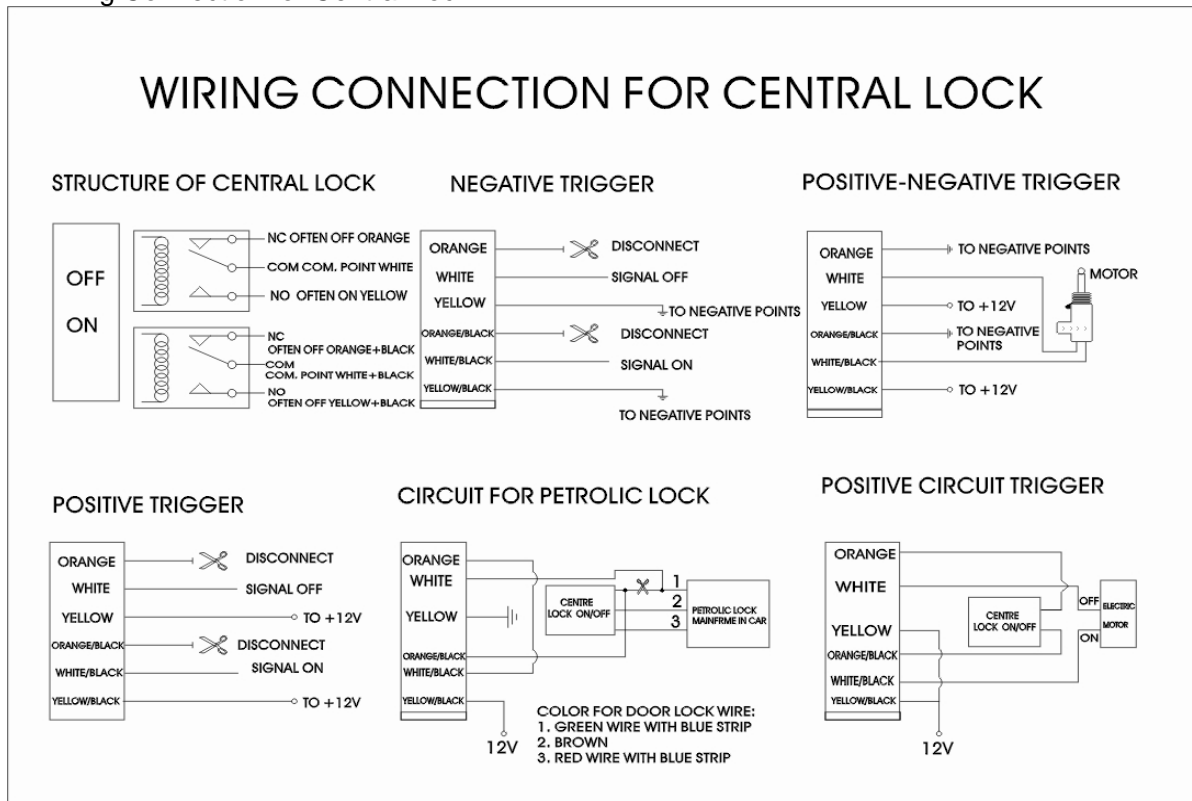 WIRING CONNECTION FOR CENTRAL LOCK
STRUCTURE OF CENTRAL LOCK
OFF
ON
NC OFTEN OFF ORANGE
COM COM. POINT WHITE
NO OFTEN ON YELLOW
NC
OFTEN OFF ORANGE+BLACK
COM
COM. POINT WHITE+BLACK
NO
OFTEN OFF YELLOW+BLACK
NEGATIVE TRIGGER
ORANGE
DISCONNECT
WHITE
SIGNAL OFF
YELLOW
TO NEGATIVE POINTS
ORANGE/BLACK
DISCONNECT
WHITE/BLACK
SIGNAL ON
YELLOW/BLACK
TO NEGATIVE POINTS
POSITIVE-NEGATIVE TRIGGER
ORANGE
TO NEGATIVE POINTS
WHITE
MOTOR
YELLOW
TO +12V
ORANGE/BLACK
TO NEGATIVE
POINTS
WHITE/BLACK
YELLOW/BLACK
TO +12V
POSITIVE TRIGGER
ORANGE
DISCONNECT
WHITE
SIGNAL OFF
YELLOW
TO +12V
ORANGE/BLACK
DISCONNECT
WHITE/BLACK
SIGNAL ON
YELLOW/BLACK
TO +12V
CIRCUIT FOR PETROLIC LOCK
ORANGE
WHITE
YELLOW
ORANGE/BLACK
WHITE/BLACK
YELLOW/BLACK
12V
CENTRE
LOCK ON/OFF
1
2
3
PETROLIC LOCK
MAINFRME IN CAR
COLOR FOR DOOR LOCK WIRE:
1. GREEN WIRE WITH BLUE STRIP
2. BROWN
3. RED WIRE WITH BLUE STRIP
POSITIVE CIRCUIT TRIGGER
ORANGE
WHITE
YELLOW
ORANGE/BLACK
WHITE/BLACK
YELLOW/BLACK
12V
CENTRE
LOCK ON/OFF
OFF
ON
ELECTRIC
MOTOR